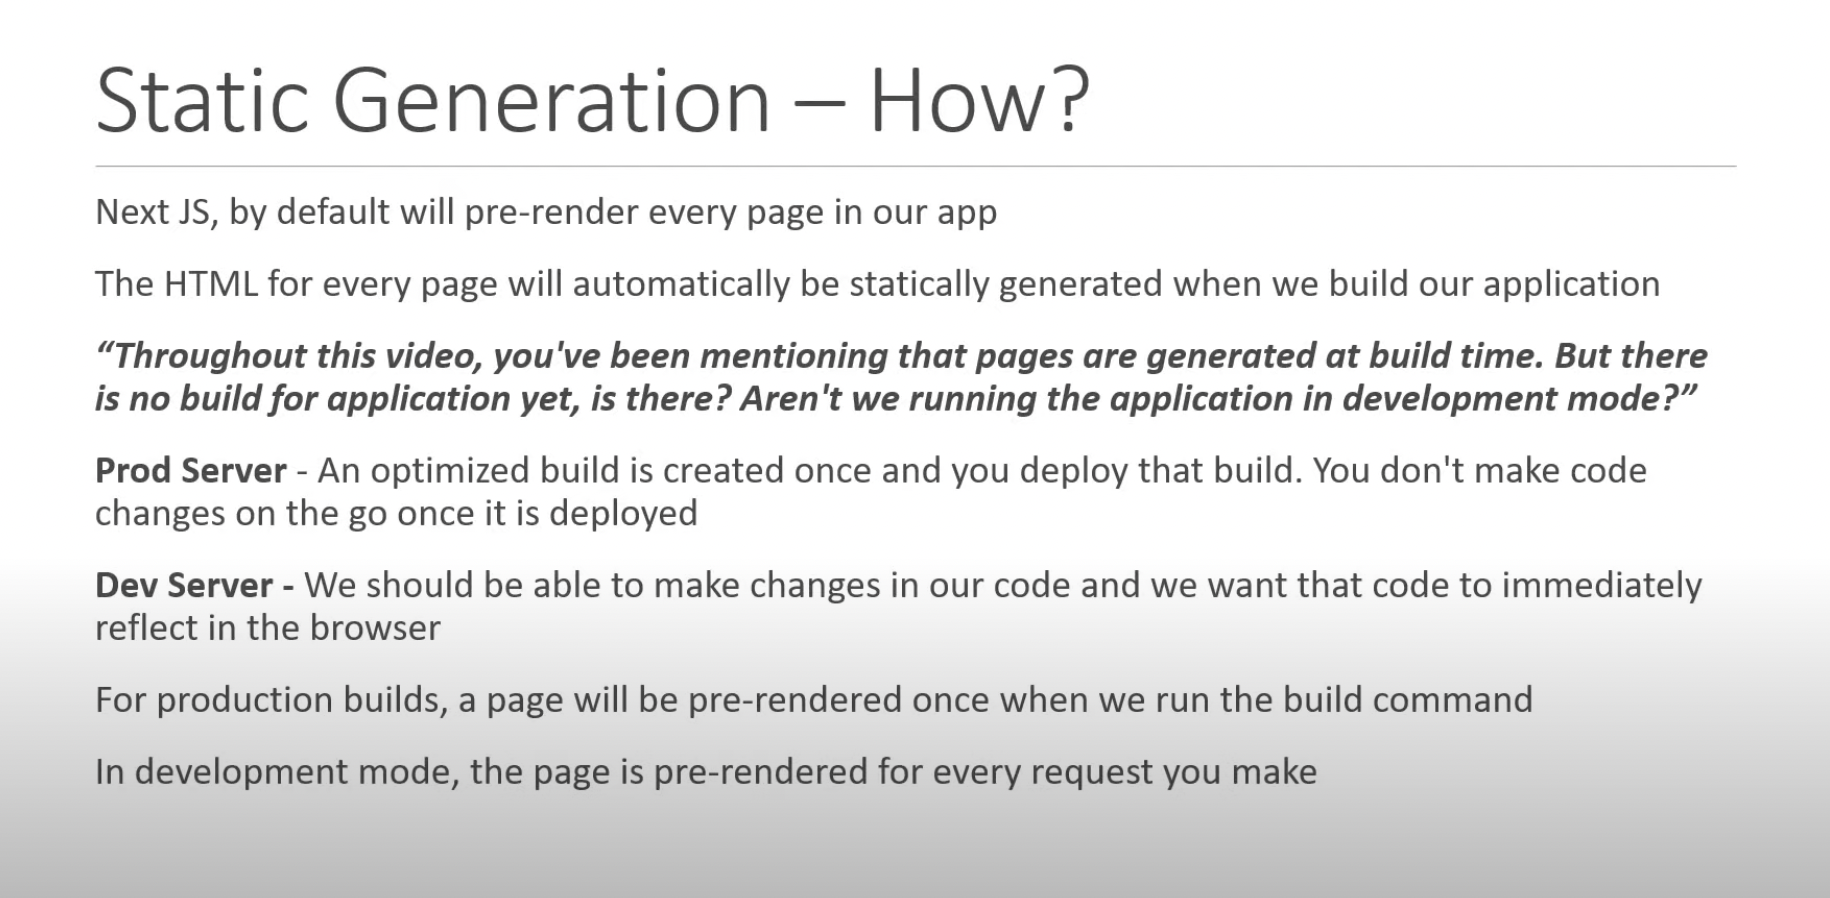 Static Generation – How?
Next JS, by default will pre-render every page in our app
The HTML for every page will automatically be statically generated when we build our application
“Throughout this video, you've been mentioning that pages are generated at build time. But there
is no build for application yet, is there? Aren't we running the application in development mode?”
Prod Server - An optimized build is created once and you deploy that build. You don't make code
changes on the go once it is deployed
Dev Server - We should be able to make changes in our code and we want that code to immediately
reflect in the browser
For production builds, a page will be pre-rendered once when we run the build command
In development mode, the page is pre-rendered for every request you make